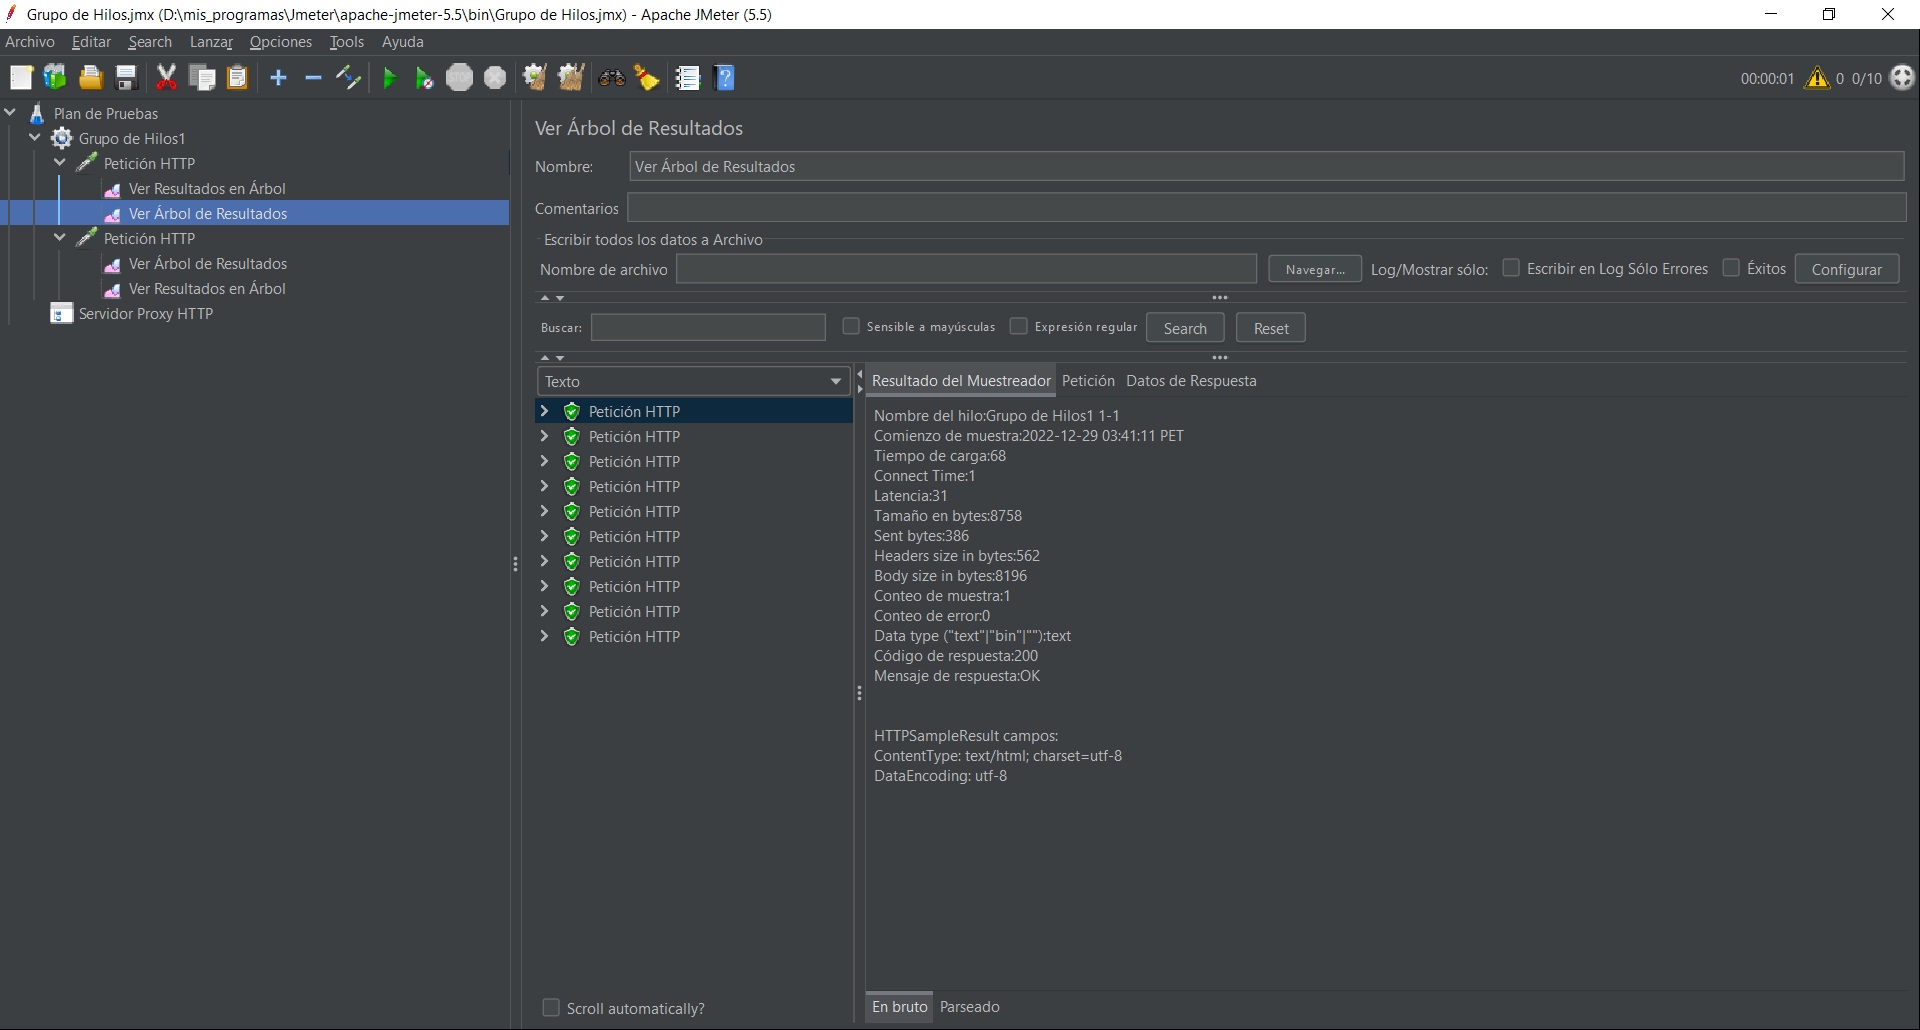 Grupo de Hilos.jmx (D:\mis_programas\Jmeter\apache-jmeter-5.5\bin\Grupo de Hilos.jmx) - Apache JMeter (5.5)
Archivo Editar Search Lanzar Opciones Tools Ayuda
STOP
00:00:01 0 0/10
Plan de Pruebas
Grupo de Hilos1
Petición HTTP
Ver Resultados en Árbol
Ver Árbol de Resultados
Petición HTTP
Ver Árbol de Resultados
Ver Resultados en Árbol
Servidor Proxy HTTP
Ver Árbol de Resultados
Nombre: Ver Árbol de Resultados
Comentarios
Escribir todos los datos a Archivo
Nombre de archivo Navegar... Log/Mostrar sólo: Escribir en Log Sólo Errores Éxitos Configurar
Buscar: Sensible a mayúsculas Expresión regular Search Reset
Texto
Petición HTTP
Petición HTTP
Petición HTTP
Petición HTTP
Petición HTTP
Petición HTTP
Petición HTTP
Petición HTTP
Petición HTTP
Petición HTTP
Scroll automatically?
Resultado del Muestreador Petición Datos de Respuesta
Nombre del hilo:Grupo de Hilos1 1-1
Comienzo de muestra:2022-12-29 03:41:11 PET
Tiempo de carga:68
Connect Time:1
Latencia:31
Tamaño en bytes:8758
Sent bytes:386
Headers size in bytes:562
Body size in bytes:8196
Conteo de muestra:1
Conteo de error:0
Data type ("text"|"bin"|""):text
Código de respuesta:200
Mensaje de respuesta:OK
HTTPSampleResult campos:
ContentType: text/html; charset=utf-8
DataEncoding: utf-8
En bruto Parseado